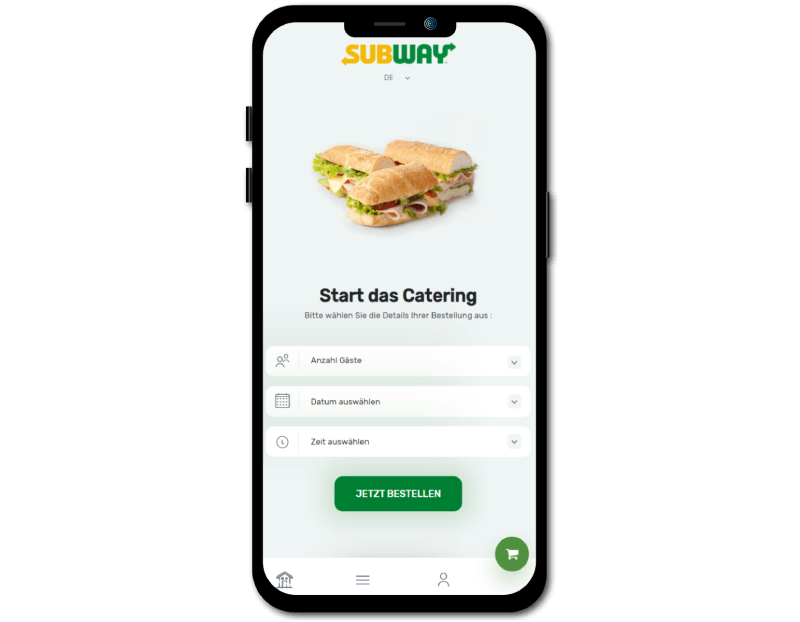 SUBWAY
DE
Start das Catering
Bitte wählen Sie die Details Ihrer Bestellung aus :
Anzahl Gäste
Datum auswählen
Zeit auswählen
JETZT BESTELLEN